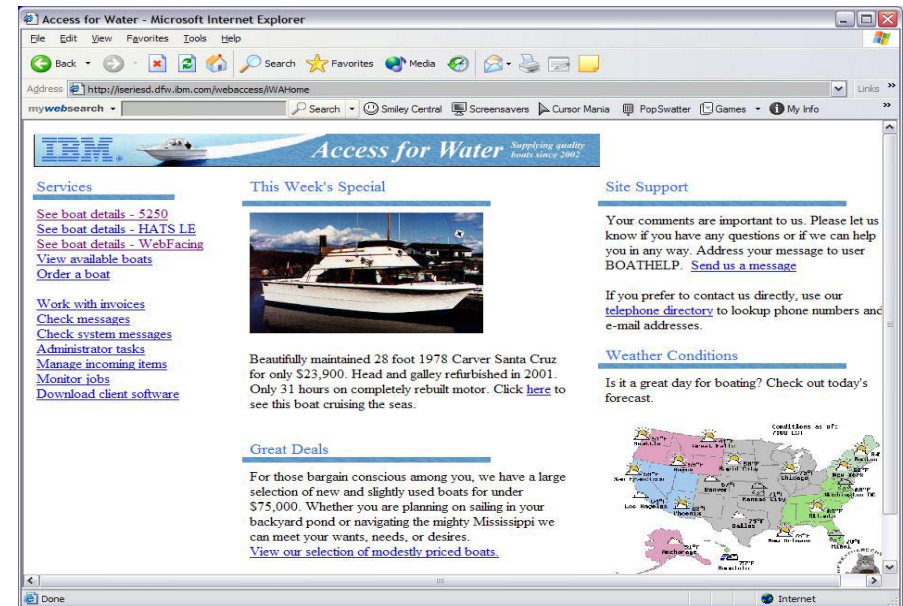 Access for Water - Microsoft Internet Explorer
File Edit View Favorites Tools Help
Back Search Favorites Media
Address http://iseriesd.dfw.ibm.com/webaccess/iWAHome Links »
mywebsearch Search Smiley Central Screensavers Cursor Mania PopSwatter Games My Info »
IBM® Access for Water Supplying quality
boats since 2002
Services
See boat details - 5250
See boat details - HATS LE
See boat details - WebFacing
View available boats
Order a boat
Work with invoices
Check messages
Check system messages
Administrator tasks
Manage incoming items
Monitor jobs
Download client software
This Week's Special
Beautifully maintained 28 foot 1978 Carver Santa Cruz
for only $23,900. Head and galley refurbished in 2001.
Only 31 hours on completely rebuilt motor. Click here to
see this boat cruising the seas.
Great Deals
For those bargain conscious among you, we have a large
selection of new and slightly used boats for under
$75,000. Whether you are planning on sailing in your
backyard pond or navigating the mighty Mississippi we
can meet your wants, needs, or desires.
View our selection of modestly priced boats.
Site Support
Your comments are important to us. Please let us
know if you have any questions or if we can help
you in any way. Address your message to user
BOATHELP. Send us a message
If you prefer to contact us directly, use our
telephone directory to lookup phone numbers and
e-mail addresses.
Weather Conditions
Is it a great day for boating? Check out today's
forecast.
Conditions as of:
Seattle
Great Falls
Rapid City
San Francisco
Denver
Chicago
New York
Kansas City
Washington DC
Los Angeles
Phoenix
Atlanta
Dallas
New Orleans
Miami
Anchorage
Honolulu
Done Internet